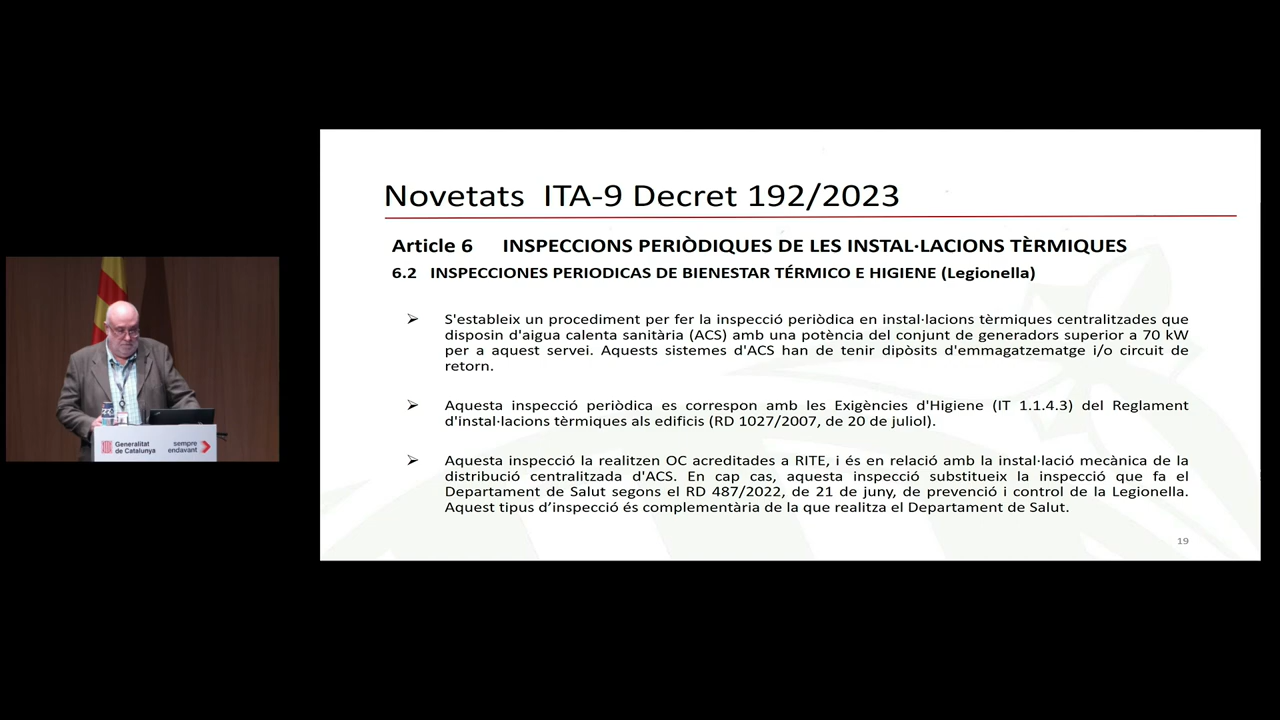 Novetats ITA-9 Decret 192/2023
Article 6 INSPECCIONS PERIÒDIQUES DE LES INSTAL·LACIONS TÈRMIQUES
6.2 INSPECCIONES PERIODICAS DE BIENESTAR TÉRMICO E HIGIENE (Legionella)
S'estableix un procediment per fer la inspecció periòdica en instal·lacions tèrmiques centralitzades que
disposin d'aigua calenta sanitària (ACS) amb una potència del conjunt de generadors superior a 70 kW
per a aquest servei. Aquests sistemes d'ACS han de tenir dipòsits d'emmagatzematge i/o circuit de
retorn.
Aquesta inspecció periòdica es correspon amb les Exigències d'Higiene (IT 1.1.4.3) del Reglament
d'instal·lacions tèrmiques als edificis (RD 1027/2007, de 20 de juliol).
Aquesta inspecció la realitzen OC acreditades a RITE, i és en relació amb la instal·lació mecànica de la
distribució centralitzada d'ACS. En cap cas, aquesta inspecció substitueix la inspecció que fa el
Departament de Salut segons el RD 487/2022, de 21 de juny, de prevenció i control de la Legionella.
Aquest tipus d'inspecció és complementària de la que realitza el Departament de Salut.
19
Generalitat
de Catalunya
sempre
endavant